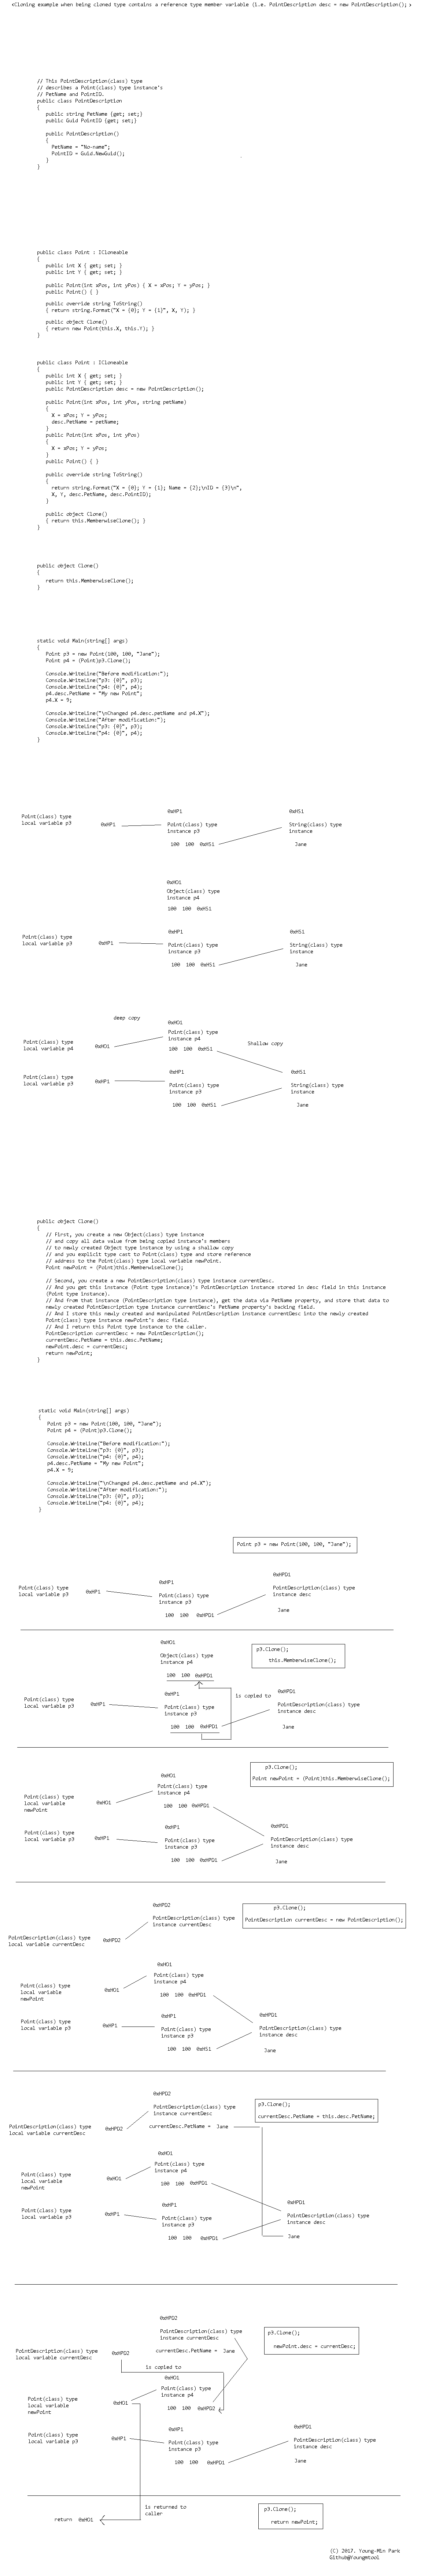 <Cloning example when being cloned type contains a reference type member variable (i.e. PointDescription desc = new PointDescription(); >
// This PointDescription(class) type
// describes a Point(class) type instance's
// PetName and PointID.
public class PointDescription
{
public string PetName {get; set;}
public Guid PointID {get; set;}
public PointDescription()
{
PetName = "No-name";
PointID = Guid.NewGuid();
}
}
public class Point : ICloneable
{
public int X { get; set; }
public int Y { get; set; }
public Point(int xPos, int yPos) { X = xPos; Y = yPos; }
public Point() { }
public override string ToString()
{ return string.Format("X = {0}; Y = {1}", X, Y); }
public object Clone()
{ return new Point(this.X, this.Y); }
}
public class Point : ICloneable
{
public int X { get; set; }
public int Y { get; set; }
public PointDescription desc = new PointDescription();
public Point(int xPos, int yPos, string petName)
{
X = xPos; Y = yPos;
desc.PetName = petName;
}
public Point(int xPos, int yPos)
{
X = xPos; Y = yPos;
}
public Point() { }
public override string ToString()
{
return string.Format("X = {0}; Y = {1}; Name = {2};\nID = {3}\n",
X, Y, desc.PetName, desc.PointID);
}
public object Clone()
{ return this.MemberwiseClone(); }
}
public object Clone()
{
return this.MemberwiseClone();
}
static void Main(string[] args)
{
Point p3 = new Point(100, 100, "Jane");
Point p4 = (Point)p3.Clone();
Console.WriteLine("Before modification:");
Console.WriteLine("p3: {0}", p3);
Console.WriteLine("p4: {0}", p4);
p4.desc.PetName = "My new Point";
p4.X = 9;
Console.WriteLine("\nChanged p4.desc.petName and p4.X");
Console.WriteLine("After modification:");
Console.WriteLine("p3: {0}", p3);
Console.WriteLine("p4: {0}", p4);
}
0xHP1 0xHS1
Point(class) type
local variable p3
0xHP1
Point(class) type
instance p3
String(class) type
instance
100 100 0xHS1 Jane
0xHO1
Object(class) type
instance p4
100 100 0xHS1
0xHP1 0xHS1
Point(class) type
local variable p3
0xHP1
Point(class) type
instance p3
String(class) type
instance
100 100 0xHS1 Jane
deep copy
0xHO1
Point(class) type
local variable p4
0xHO1
Point(class) type
instance p4
Shallow copy
100 100 0xHS1
0xHP1 0xHS1
Point(class) type
local variable p3
0xHP1
Point(class) type
instance p3
String(class) type
instance
100 100 0xHS1 Jane
public object Clone()
{
// First, you create a new Object(class) type instance
// and copy all data value from being copied instance's members
// to newly created Object type instance by using a shallow copy
// and you explicit type cast to Point(class) type and store reference
// address to the Point(class) type local variable newPoint.
Point newPoint = (Point)this.MemberwiseClone();
// Second, you create a new PointDescription(class) type instance currentDesc.
// And you get this instance (Point type instance)'s PointDescription instance stored in desc field in this instance
(Point type instance).
// And from that instance (PointDescription type instance), get the data via PetName property, and store that data to
newly created PointDescription type instance currentDesc's PetName property's backing field.
// And I store this newly created and manipulated PointDescription instance currentDesc into the newly created
Point(class) type instance newPoint's desc field.
// And I return this Point type instance to the caller.
PointDescription currentDesc = new PointDescription();
currentDesc.PetName = this.desc.PetName;
newPoint.desc = currentDesc;
return newPoint;
}
static void Main(string[] args)
{
Point p3 = new Point(100, 100, "Jane");
Point p4 = (Point)p3.Clone();
Console.WriteLine("Before modification:");
Console.WriteLine("p3: {0}", p3);
Console.WriteLine("p4: {0}", p4);
p4.desc.PetName = "My new Point";
p4.X = 9;
Console.WriteLine("\nChanged p4.desc.petName and p4.X");
Console.WriteLine("After modification:");
Console.WriteLine("p3: {0}", p3);
Console.WriteLine("p4: {0}", p4);
}
Point p3 = new Point(100, 100, "Jane");
0xHP1 0xHPD1
Point(class) type
local variable p3
0xHP1
Point(class) type
instance p3
PointDescription(class) type
instance desc
100 100 0xHPD1 Jane
0xHO1
Object(class) type
instance p4
p3.Clone();
this.MemberwiseClone();
100 100 0xHPD1
0xHP1 is copied to 0xHPD1
Point(class) type
local variable p3
0xHP1
Point(class) type
instance p3
PointDescription(class) type
instance desc
100 100 0xHPD1 Jane
p3.Clone();
Point newPoint = (Point)this.MemberwiseClone();
0xHO1
Point(class) type
local variable
newPoint
0xHO1
Point(class) type
instance p4
100 100 0xHPD1
0xHP1 0xHPD1
Point(class) type
local variable p3
0xHP1
Point(class) type
instance p3
PointDescription(class) type
instance desc
100 100 0xHPD1 Jane
p3.Clone();
PointDescription currentDesc = new PointDescription();
0xHPD2
PointDescription(class) type
local variable currentDesc
0xHPD2
PointDescription(class) type
instance currentDesc
0xHO1
Point(class) type
local variable
newPoint
0xHO1
Point(class) type
instance p4
100 100 0xHPD1
0xHP1 0xHPD1
Point(class) type
local variable p3
0xHP1
Point(class) type
instance p3
PointDescription(class) type
instance desc
100 100 0xHS1 Jane
0xHPD2
p3.Clone();
currentDesc.PetName = this.desc.PetName;
PointDescription(class) type
local variable currentDesc
0xHPD2
PointDescription(class) type
instance currentDesc
currentDesc.PetName = Jane
0xHO1
Point(class) type
local variable
newPoint
0xHO1
Point(class) type
instance p4
100 100 0xHPD1
0xHP1 0xHPD1
Point(class) type
local variable p3
0xHP1
Point(class) type
instance p3
PointDescription(class) type
instance desc
100 100 0xHPD1 Jane
0xHPD2
p3.Clone();
newPoint.desc = currentDesc;
PointDescription(class) type
local variable currentDesc
0xHPD2
PointDescription(class) type
instance currentDesc
currentDesc.PetName = Jane
is copied to
0xHO1
Point(class) type
local variable
newPoint
0xHO1
Point(class) type
instance p4
100 100 0xHPD2
0xHP1 0xHPD1
Point(class) type
local variable p3
0xHP1
Point(class) type
instance p3
PointDescription(class) type
instance desc
100 100 0xHPD1 Jane
return 0xHO1
is returned to
caller
p3.Clone();
return newPoint;
(C) 2017. Young-Min Park
Github@Youngmtool